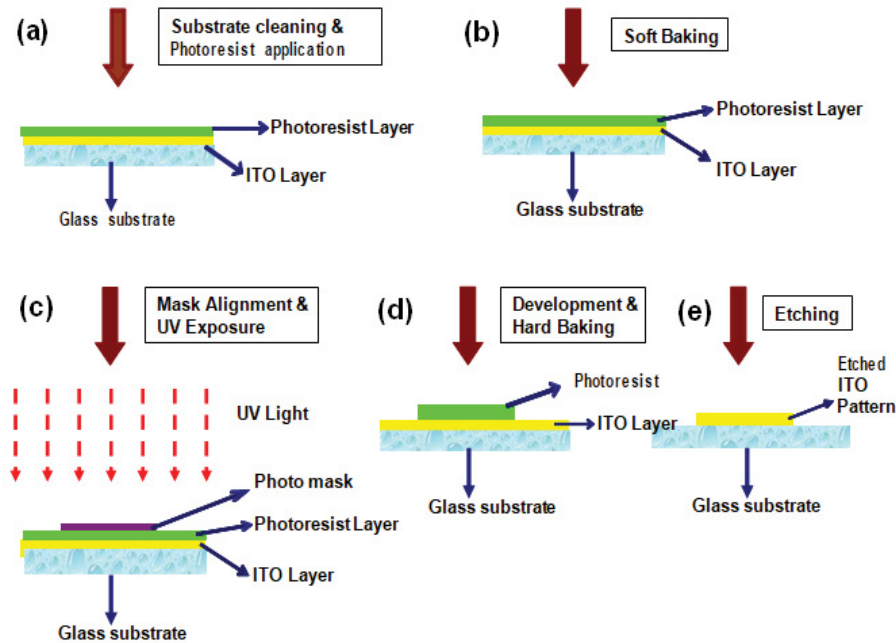 (a)
Substrate cleaning &
Photoresist application
Photoresist Layer
ITO Layer
Glass substrate
(b)
Soft Baking
Photoresist Layer
ITO Layer
Glass substrate
(c)
Mask Alignment &
UV Exposure
UV Light
Photo mask
Photoresist Layer
ITO Layer
Glass substrate
(d)
Development &
Hard Baking
Photoresist
ITO Layer
Glass substrate
(e)
Etching
Etched
ITO
Pattern
Glass substrate